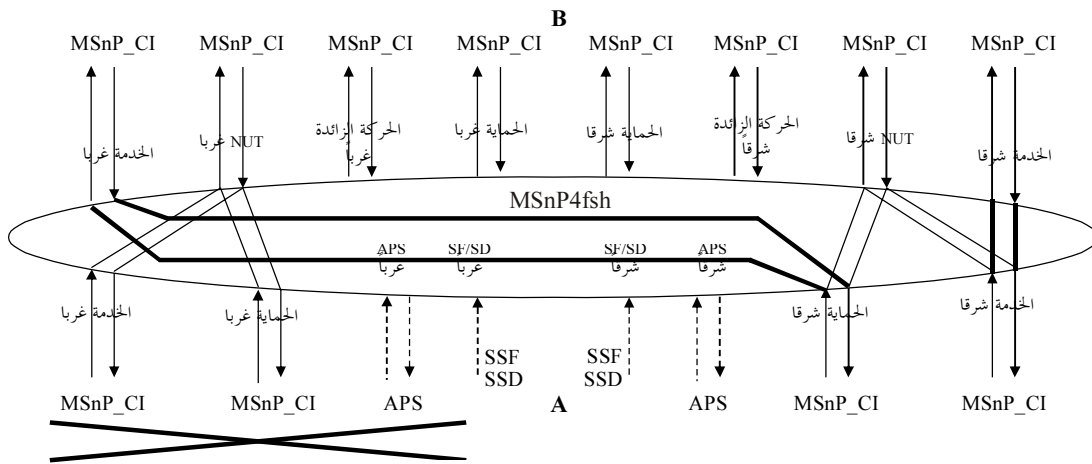 B
MSnP_CI MSnP_CI MSnP_CI MSnP_CI MSnP_CI MSnP_CI MSnP_CI MSnP_CI
الخدمة غربا
NUT غربا
الحركة الزائدة
غرباً
الحماية غربا
الحماية شرقا
الحركة الزائدة
شرقاً
NUT شرقا
الخدمة شرقا
MSnP4fsh
APS
غرباً
SF/SD
غرباً
SF/SD
شرقاً
APS
شرقاً
الخدمة غربا
الحماية غربا
الحماية شرقا
الخدمة شرقا
SSF
SSD
SSF
SSD
MSnP_CI MSnP_CI APS A APS MSnP_CI MSnP_CI